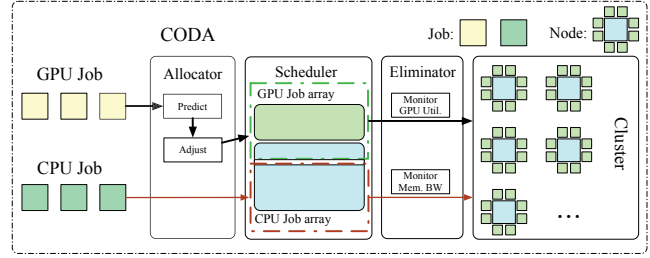 CODA
Job:
Node:
GPU Job
Allocator
Scheduler
Eliminator
GPU Job array
Predict
Monitor
GPU Util.
Adjust
Cluster
CPU Job
Monitor
Mem. BW
CPU Job array
...